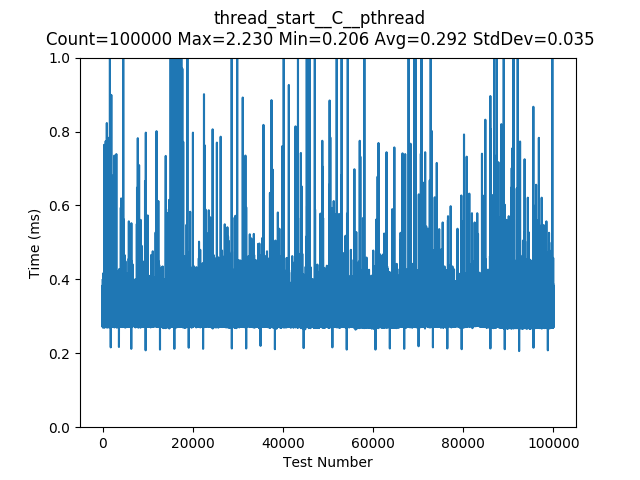 thread_start__C__pthread
Count=100000 Max=2.230 Min=0.206 Avg=0.292 StdDev=0.035
1.0
0.8
0.6
0.4
0.2
0.0
Time (ms)
0 20000 40000 60000 80000 100000
Test Number